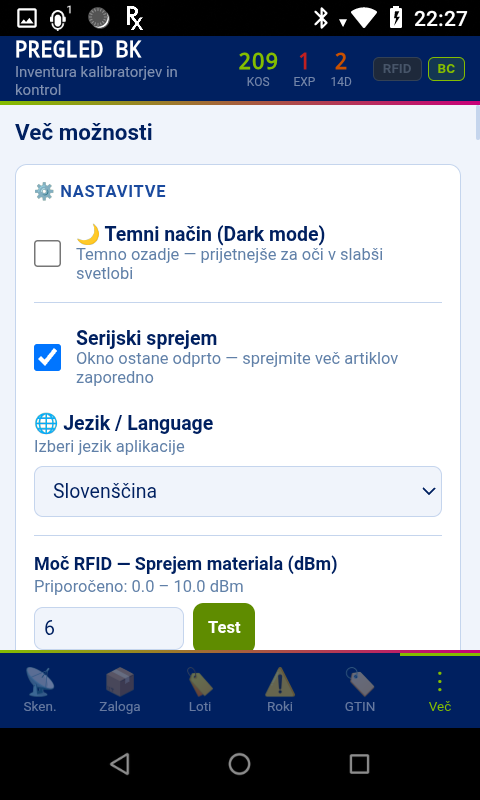 1
22:27
PREGLED BK
Inventura kalibratorjev in
kontrol
209
KOS
1
EXP
2
14D
RFID
BC
Več možnosti
⚙️ NASTAVITVE
🌙 Temni način (Dark mode)
Temno ozadje — prijetnejše za oči v slabši
svetlobi
Serijski sprejem
Okno ostane odprto — sprejmite več artiklov
zaporedno
🌐 Jezik / Language
Izberi jezik aplikacije
Slovenščina
Moč RFID — Sprejem materiala (dBm)
Priporočeno: 0.0 – 10.0 dBm
6
Test
Sken.
Zaloga
Loti
Roki
GTIN
Več